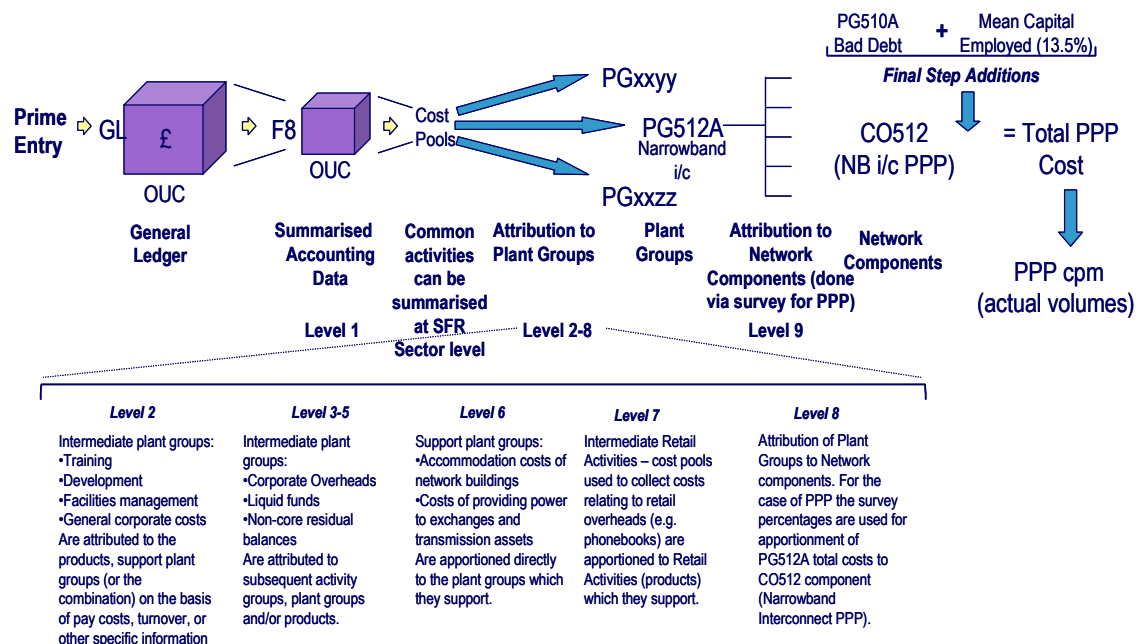 PG510A
Bad Debt
+
Mean Capital
Employed (13.5%)
Final Step Additions
Prime
Entry
GL
£
OUC
F8
OUC
Cost
Pools
PGxxyy
PG512A
Narrowband
i/c
PGxxzz
CO512
(NB i/c PPP)
= Total PPP
Cost
PPP cpm
(actual volumes)
General
Ledger
Summarised
Accounting
Data
Level 1
Common
activities
can be
summarised
at SFR
Sector level
Attribution to
Plant Groups
Level 2-8
Plant
Groups
Attribution to
Network
Components (done
via survey for PPP)
Level 9
Network
Components
Level 2
Intermediate plant groups:
•Training
•Development
•Facilities management
•General corporate costs
Are attributed to the
products, support plant
groups (or the
combination) on the basis
of pay costs, turnover, or
other specific information
Level 3-5
Intermediate plant
groups:
•Corporate Overheads
•Liquid funds
•Non-core residual
balances
Are attributed to
subsequent activity
groups, plant groups
and/or products.
Level 6
Support plant groups:
•Accommodation costs of
network buildings
•Costs of providing power
to exchanges and
transmission assets
Are apportioned directly
to the plant groups which
they support.
Level 7
Intermediate Retail
Activities – cost pools
used to collect costs
relating to retail
overheads (e.g.
phonebooks) are
apportioned to Retail
Activities (products)
which they support.
Level 8
Attribution of Plant
Groups to Network
components. For the
case of PPP the survey
percentages are used for
apportionment of
PG512A total costs to
CO512 component
(Narrowband
Interconnect PPP).